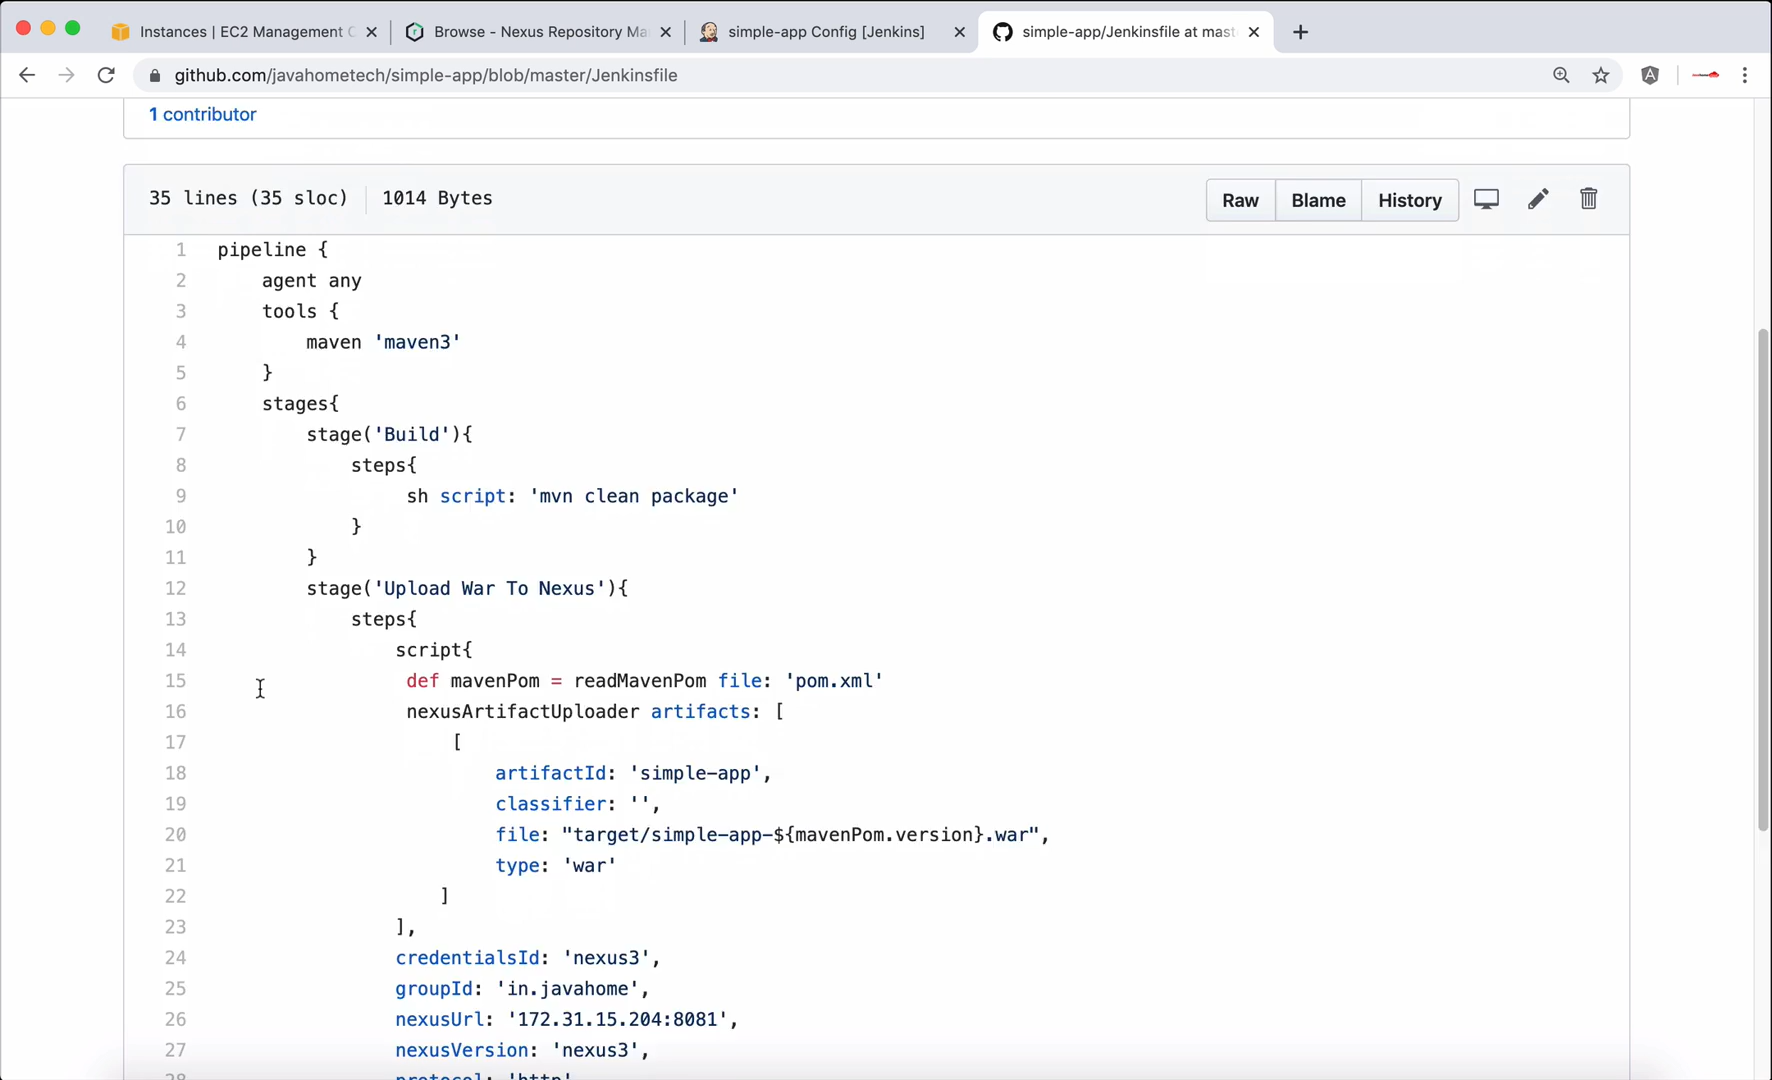 Instances | EC2 Management C
Browse - Nexus Repository Ma
simple-app Config [Jenkins]
simple-app/Jenkinsfile at mast
github.com/javahometech/simple-app/blob/master/Jenkinsfile
1 contributor
35 lines (35 sloc) 1014 Bytes
Raw Blame History
1 pipeline {
2 agent any
3 tools {
4 maven 'maven3'
5 }
6 stages{
7 stage('Build'){
8 steps{
9 sh script: 'mvn clean package'
10 }
11 }
12 stage('Upload War To Nexus'){
13 steps{
14 script{
15 def mavenPom = readMavenPom file: 'pom.xml'
16 nexusArtifactUploader artifacts: [
17 [
18 artifactId: 'simple-app',
19 classifier: '',
20 file: "target/simple-app-${mavenPom.version}.war",
21 type: 'war'
22 ]
23 ],
24 credentialsId: 'nexus3',
25 groupId: 'in.javahome',
26 nexusUrl: '172.31.15.204:8081',
27 nexusVersion: 'nexus3',
28 protocol: 'http'